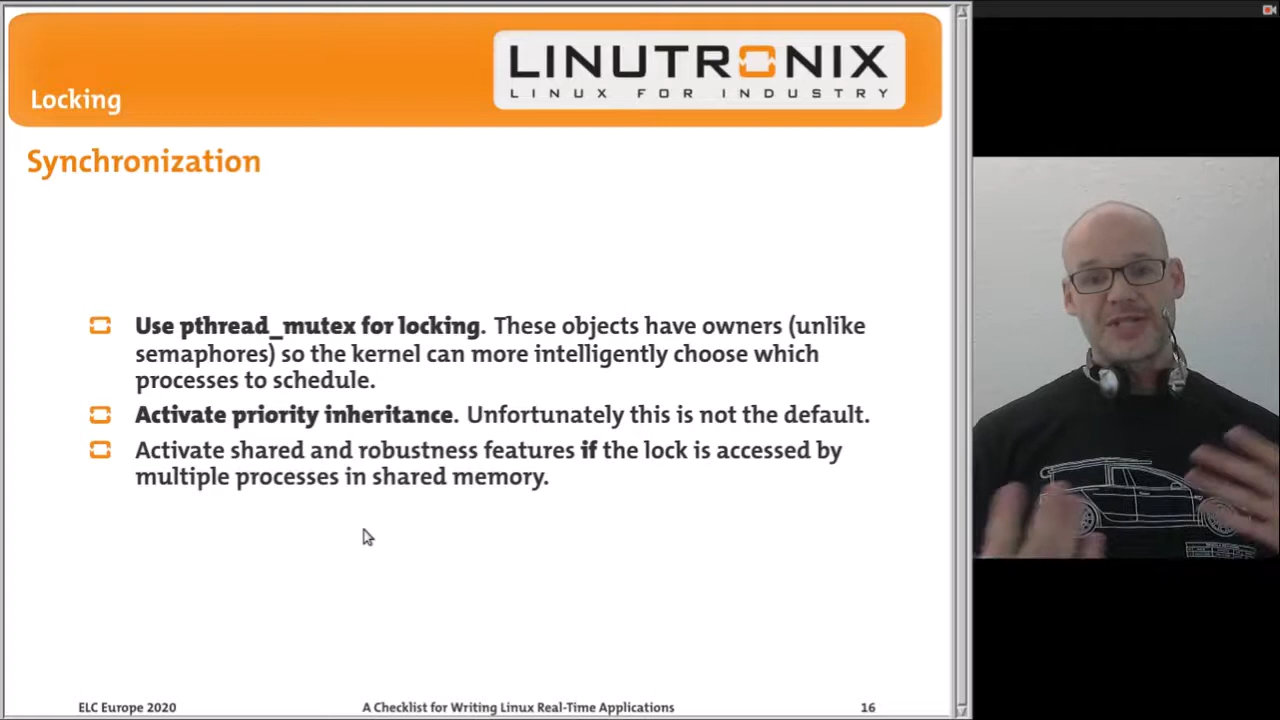 LINUTRONIX
LINUX FOR INDUSTRY
Locking
Synchronization
Use pthread_mutex for locking. These objects have owners (unlike
semaphores) so the kernel can more intelligently choose which
processes to schedule.
Activate priority inheritance. Unfortunately this is not the default.
Activate shared and robustness features if the lock is accessed by
multiple processes in shared memory.
ELC Europe 2020
A Checklist for Writing Linux Real-Time Applications
16